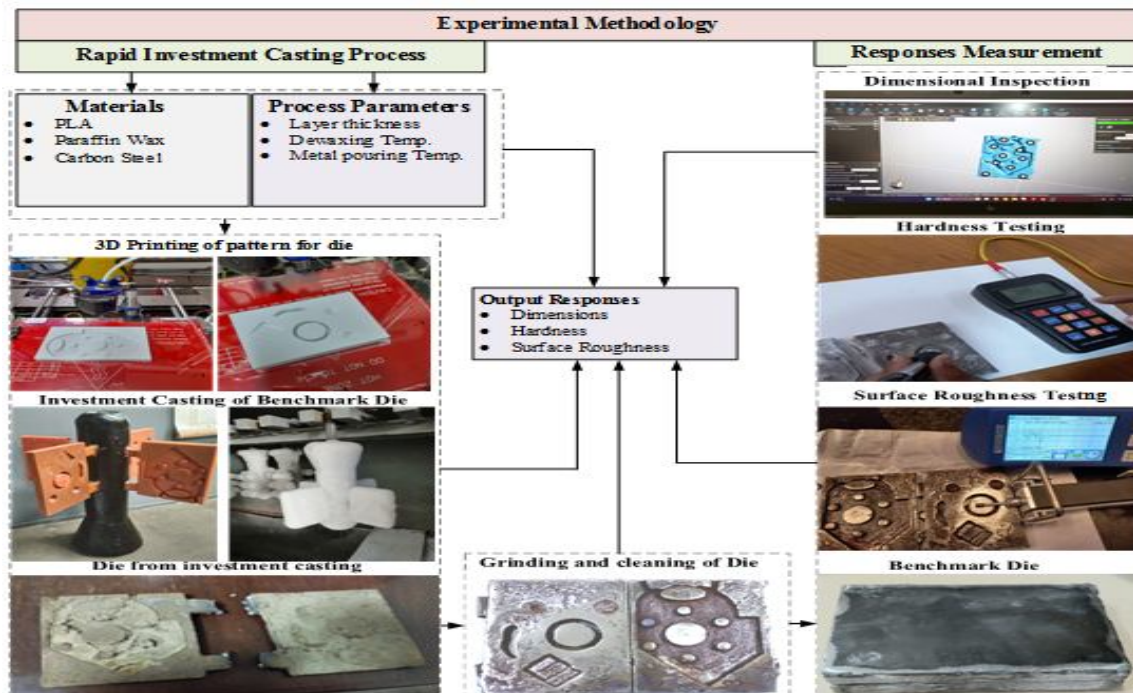 Experimental Methodology
Rapid Investment Casting Process
Materials
● PLA
● Paraffin Wax
● Carbon Steel
Process Parameters
● Layer thickness
● Dewaxing Temp.
● Metal pouring Temp.
3D Printing of pattern for die
Investment Casting of Benchmark Die
Die from investment casting
Output Responses
● Dimensions
● Hardness
● Surface Roughness
Grinding and cleaning of Die
Responses Measurement
Dimensional Inspection
Hardness Testing
Surface Roughness Testng
Benchmark Die